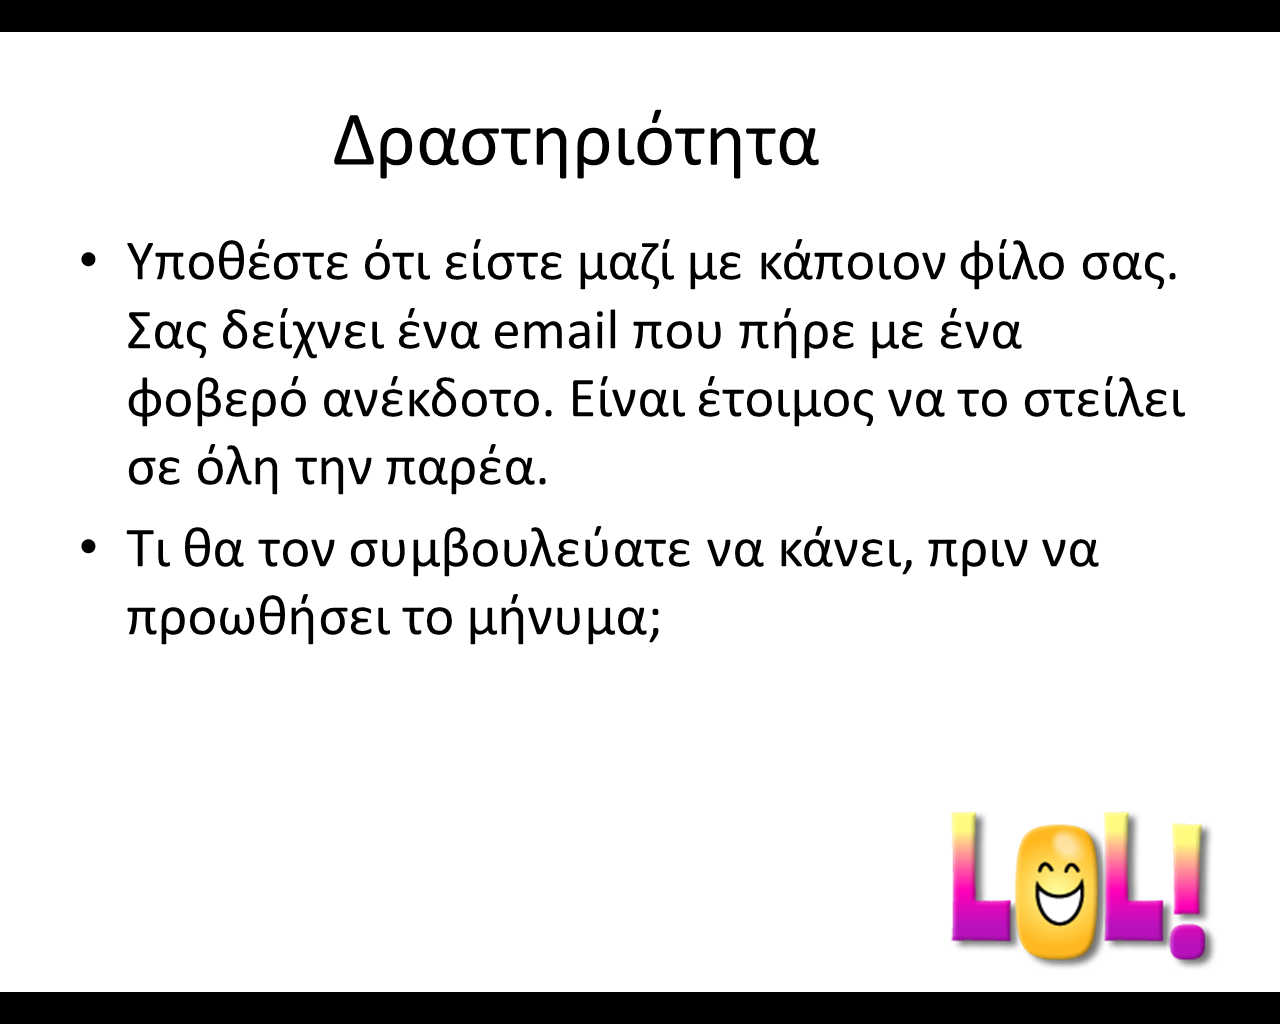 Δραστηριότητα
• Υποθέστε ότι είστε μαζί με κάποιον φίλο σας.
Σας δείχνει ένα email που πήρε με ένα
φοβερό ανέκδοτο. Είναι έτοιμος να το στείλει
σε όλη την παρέα.
• Τι θα τον συμβουλεύατε να κάνει, πριν να
προωθήσει το μήνυμα;
LOL!